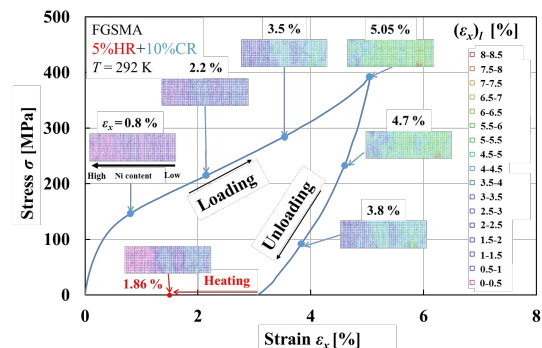 FGSMA
5%HR+10%CR
T = 292 K
2.2 %
3.5 %
5.05 %
(εx)l [%]
εx = 0.8 %
High Ni content Low
4.7 %
3.8 %
Loading
Unloading
1.86 %
Heating
8-8.5
7.5-8
7-7.5
6.5-7
6-6.5
5.5-6
5-5.5
4.5-5
4-4.5
3.5-4
3-3.5
2.5-3
2-2.5
1.5-2
1-1.5
0.5-1
0-0.5
Stress σ [MPa]
500
400
300
200
100
0
0 2 4 6 8
Strain εx [%]